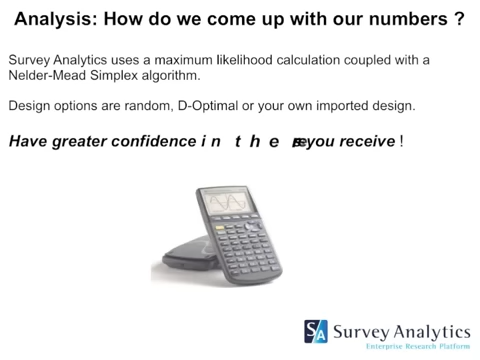 Analysis: How do we come up with our numbers ?
Survey Analytics uses a maximum likelihood calculation coupled with a
Nelder-Mead Simplex algorithm.
Design options are random, D-Optimal or your own imported design.
Have greater confidence in the you receive !
S/A Survey Analytics
Enterprise Research Platform